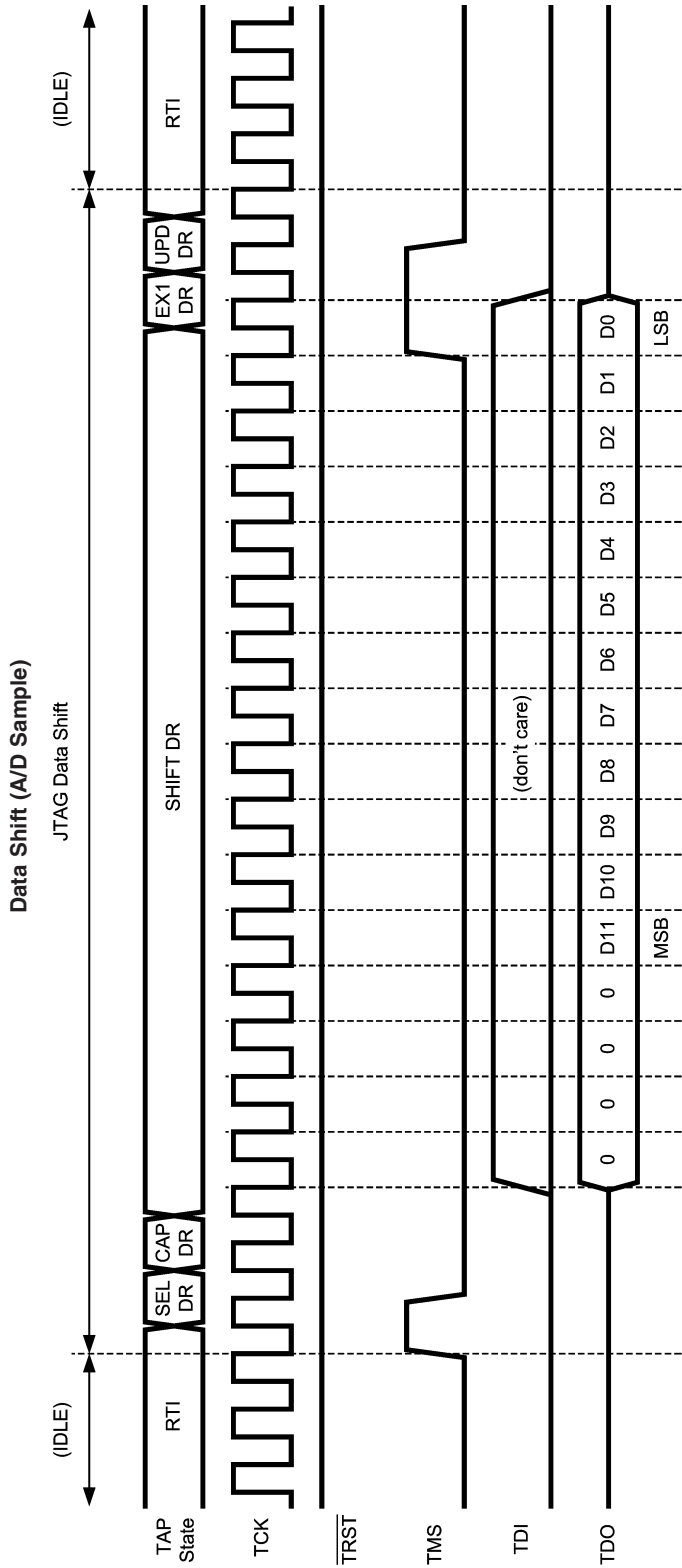 Data Shift (A/D Sample)
(IDLE)
JTAG Data Shift
(IDLE)
TAP
State
RTI
SEL
DR
CAP
DR
SHIFT DR
EX1
DR
UPD
DR
RTI
TCK
TRST
TMS
TDI
(don't care)
TDO
0
0
0
0
D11
D10
D9
D8
D7
D6
D5
D4
D3
D2
D1
D0
MSB
LSB